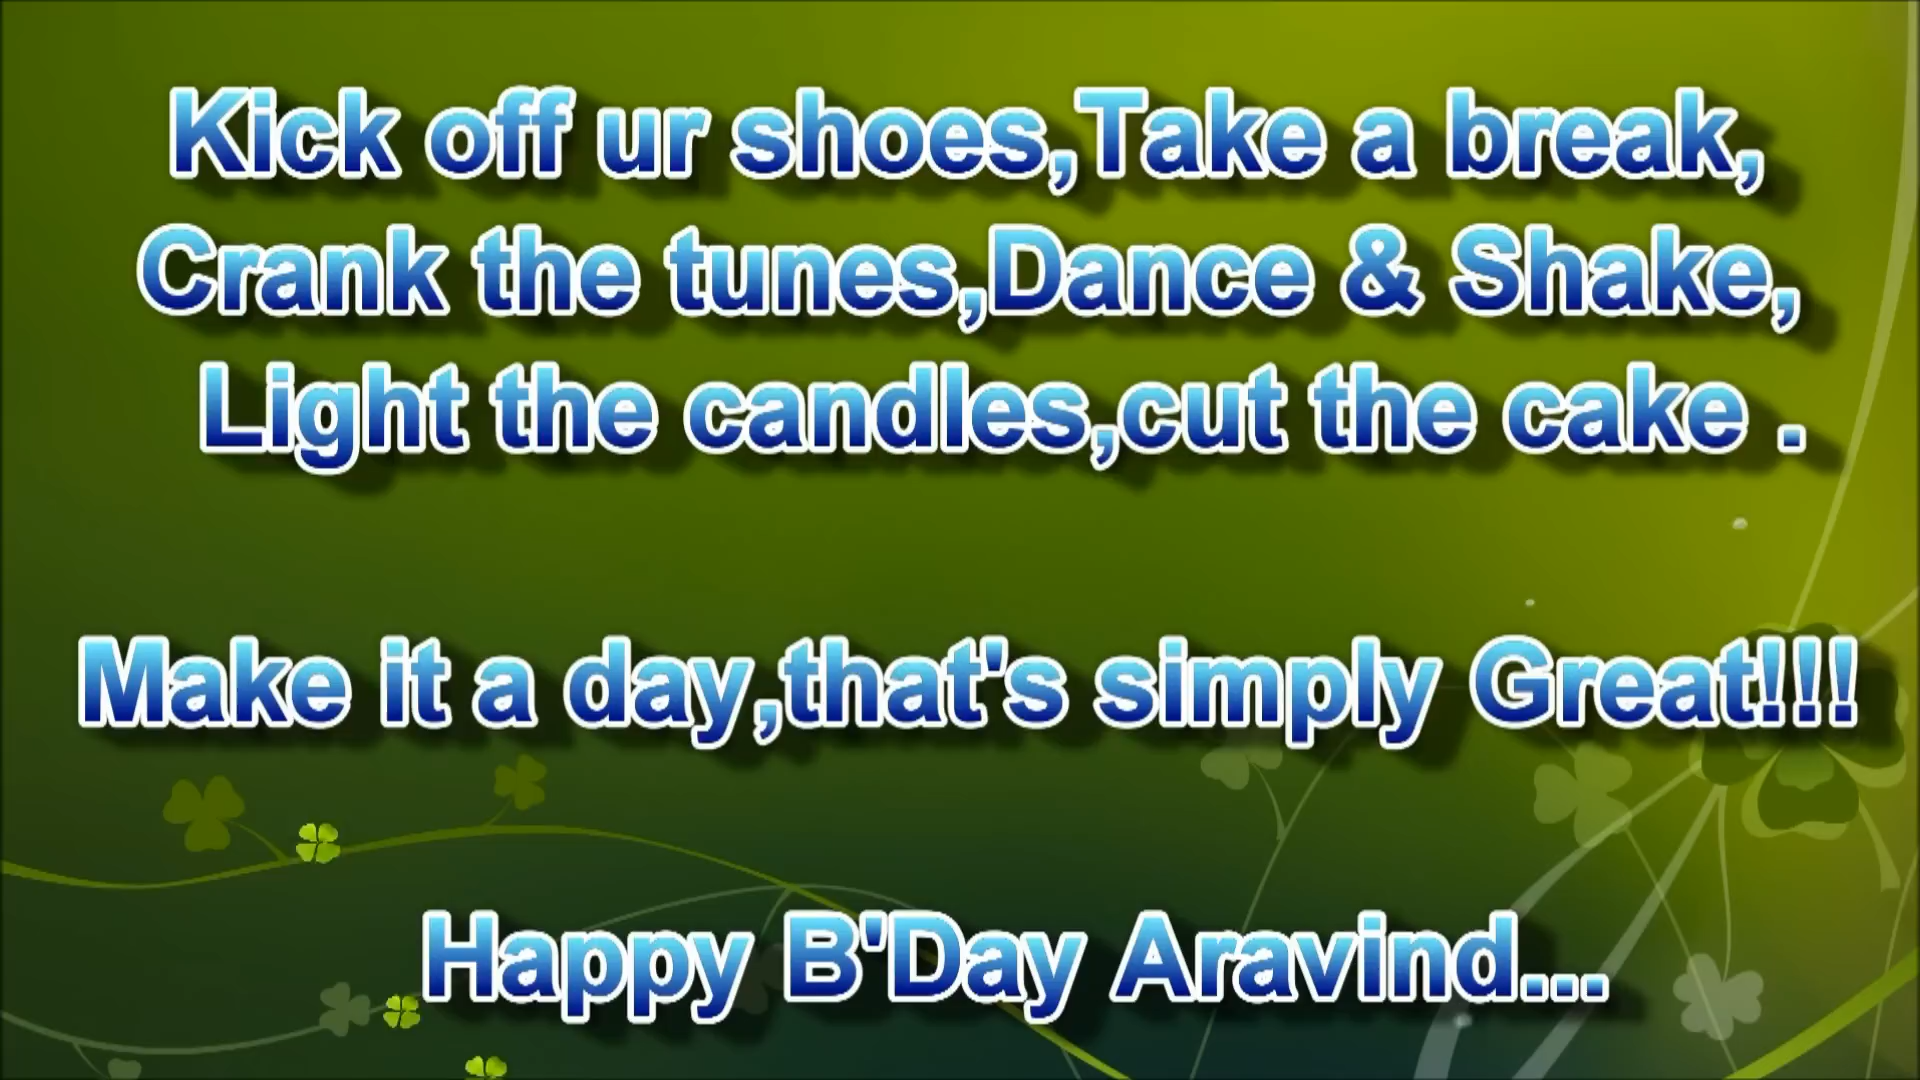 Kick off ur shoes,Take a break,
Crank the tunes,Dance & Shake,
Light the candles,cut the cake .
Make it a day,that's simply Great!!!
Happy B'Day Aravind...